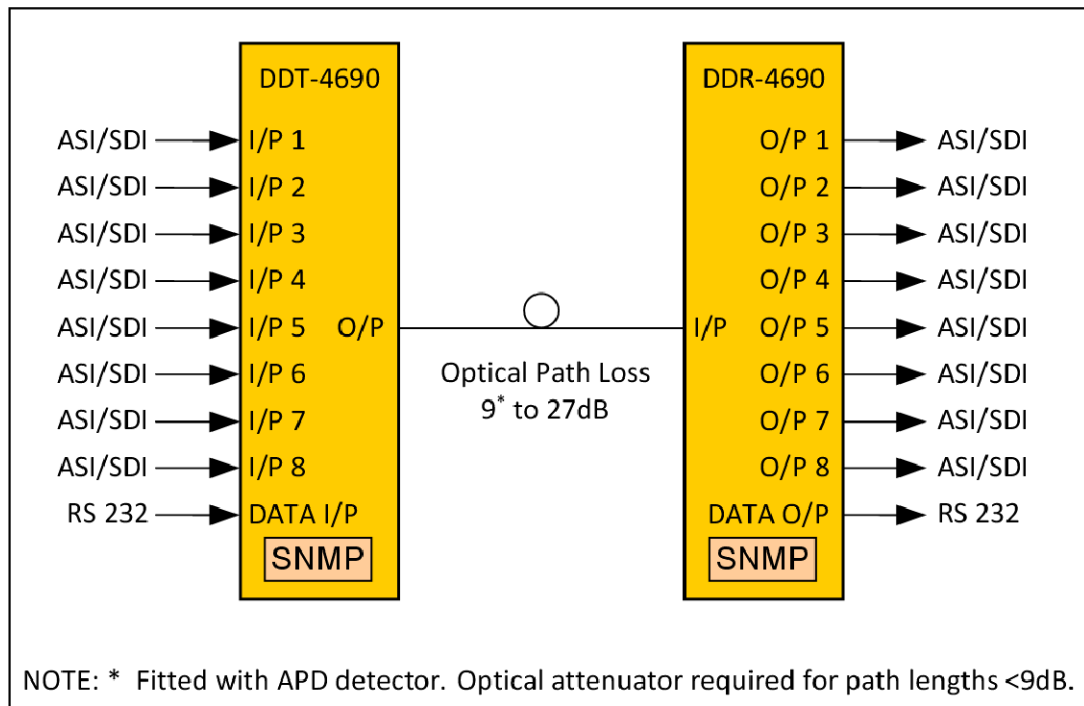 DDT-4690 DDR-4690
ASI/SDI I/P 1 O/P 1 ASI/SDI
ASI/SDI I/P 2 O/P 2 ASI/SDI
ASI/SDI I/P 3 O/P 3 ASI/SDI
ASI/SDI I/P 4 O/P 4 ASI/SDI
ASI/SDI I/P 5 O/P I/P O/P 5 ASI/SDI
ASI/SDI I/P 6 Optical Path Loss O/P 6 ASI/SDI
9* to 27dB
ASI/SDI I/P 7 O/P 7 ASI/SDI
ASI/SDI I/P 8 O/P 8 ASI/SDI
RS 232 DATA I/P DATA O/P RS 232
SNMP SNMP
NOTE: * Fitted with APD detector. Optical attenuator required for path lengths <9dB.